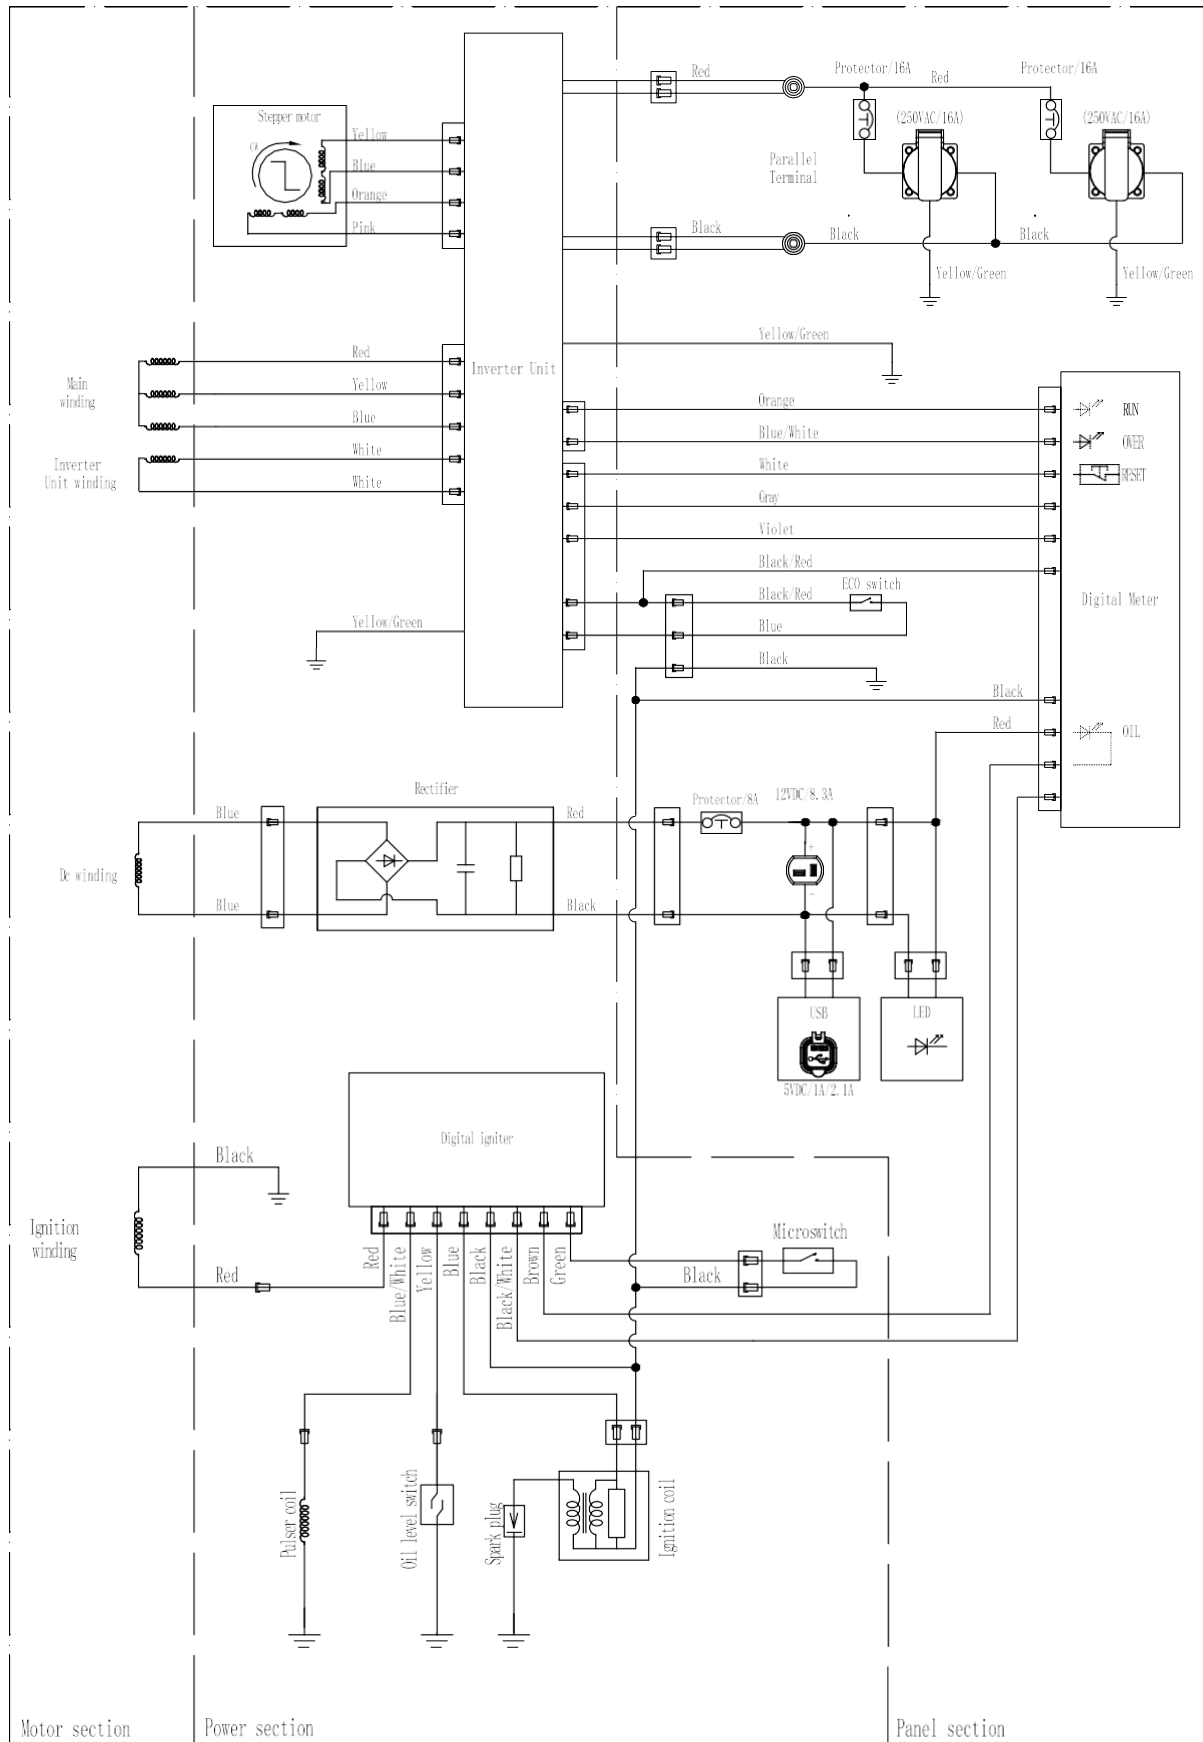 Red
Protector/16A
Red
Protector/16A
Stepper motor
(250VAC/16A)
(250VAC/16A)
CW
Yellow
Blue
Parallel
Terminal
Orange
Pink
Black
Black
Black
Yellow/Green
Yellow/Green
Yellow/Green
Red
Inverter Unit
Main
winding
Yellow
Orange
RUN
Blue
Blue/White
OVER
White
Inverter
Unit winding
White
White
RESET
Gray
Violet
Black/Red
ECO switch
Black/Red
Digital Meter
Yellow/Green
Blue
Black
Black
Red
OIL
Rectifier
Protector/8A
12VDC/8.3A
Blue
Red
+
Dc winding
-
Blue
Black
USB
LED
5VDC/1A/2.1A
Digital igniter
Black
Ignition
winding
Microswitch
Red
Red
Blue/White
Yellow
Blue
Black
Black/White
Brown
Green
Black
Pulser coil
Oil level switch
Spark plug
Ignition coil
Motor section
Power section
Panel section